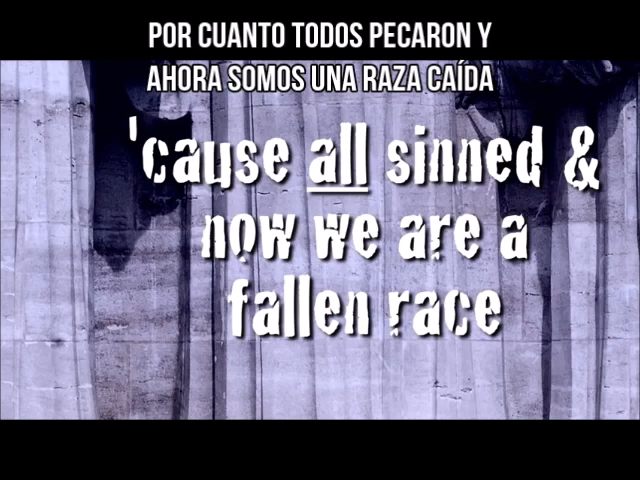 POR CUANTO TODOS PECARON Y
AHORA SOMOS UNA RAZA CAÍDA
'cause all sinned &
now we are a
fallen race